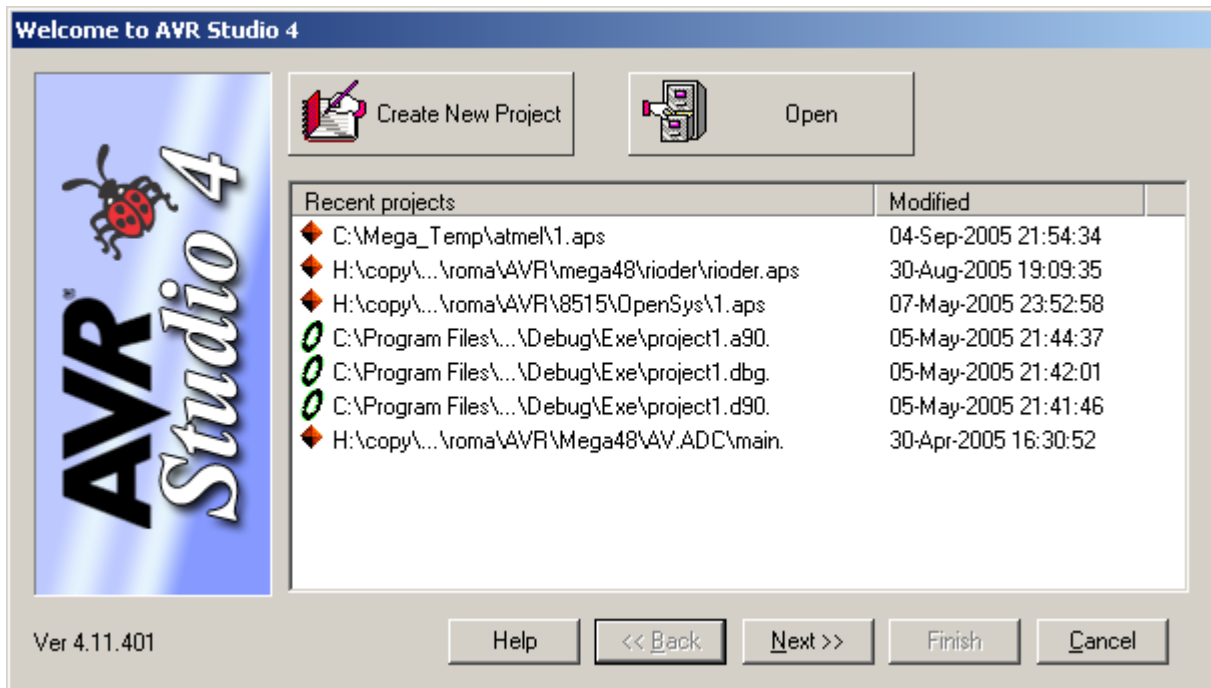 Welcome to AVR Studio 4
AVR®
Studio 4
Create New Project
Open
Recent projects Modified
C:\Mega_Temp\atmel\1.aps 04-Sep-2005 21:54:34
H:\copy\...\roma\AVR\mega48\rioder\rioder.aps 30-Aug-2005 19:09:35
H:\copy\...\roma\AVR\8515\OpenSys\1.aps 07-May-2005 23:52:58
C:\Program Files\...\Debug\Exe\project1.a90. 05-May-2005 21:44:37
C:\Program Files\...\Debug\Exe\project1.dbg. 05-May-2005 21:42:01
C:\Program Files\...\Debug\Exe\project1.d90. 05-May-2005 21:41:46
H:\copy\...\roma\AVR\Mega48\AV.ADC\main. 30-Apr-2005 16:30:52
Ver 4.11.401
Help
<< Back
Next >>
Finish
Cancel